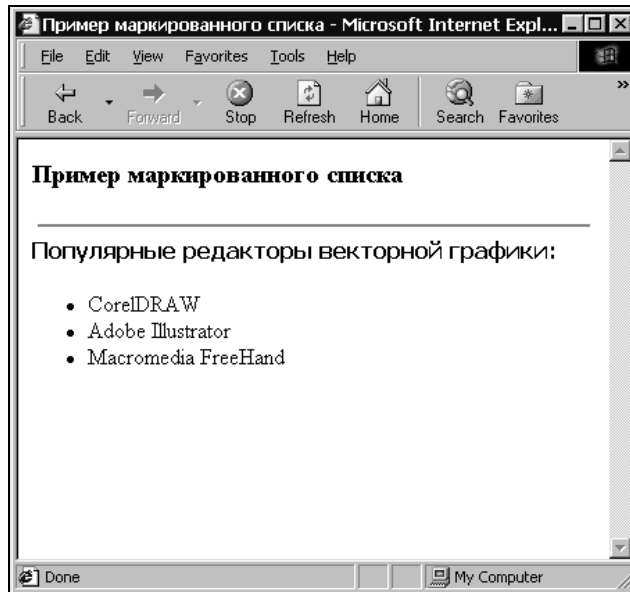 Пример маркированного списка - Microsoft Internet Expl...
File Edit View Favorites Tools Help
Back Forward Stop Refresh Home Search Favorites »
Пример маркированного списка
Популярные редакторы векторной графики:
• CorelDRAW
• Adobe Illustrator
• Macromedia FreeHand
Done My Computer